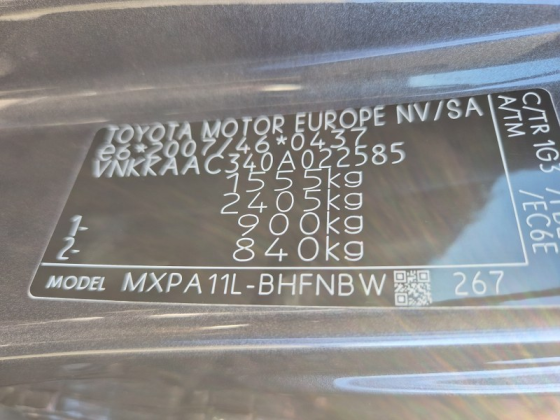 TOYOTA MOTOR EUROPE NV/SA
e6*2007/46*0437
VNKKAAC340A022585
1555kg
2405kg
1- 900kg
2- 840kg
MODEL MXPA11L-BHFNBW 267
C/TR 1G3
A/TM
/EC6E